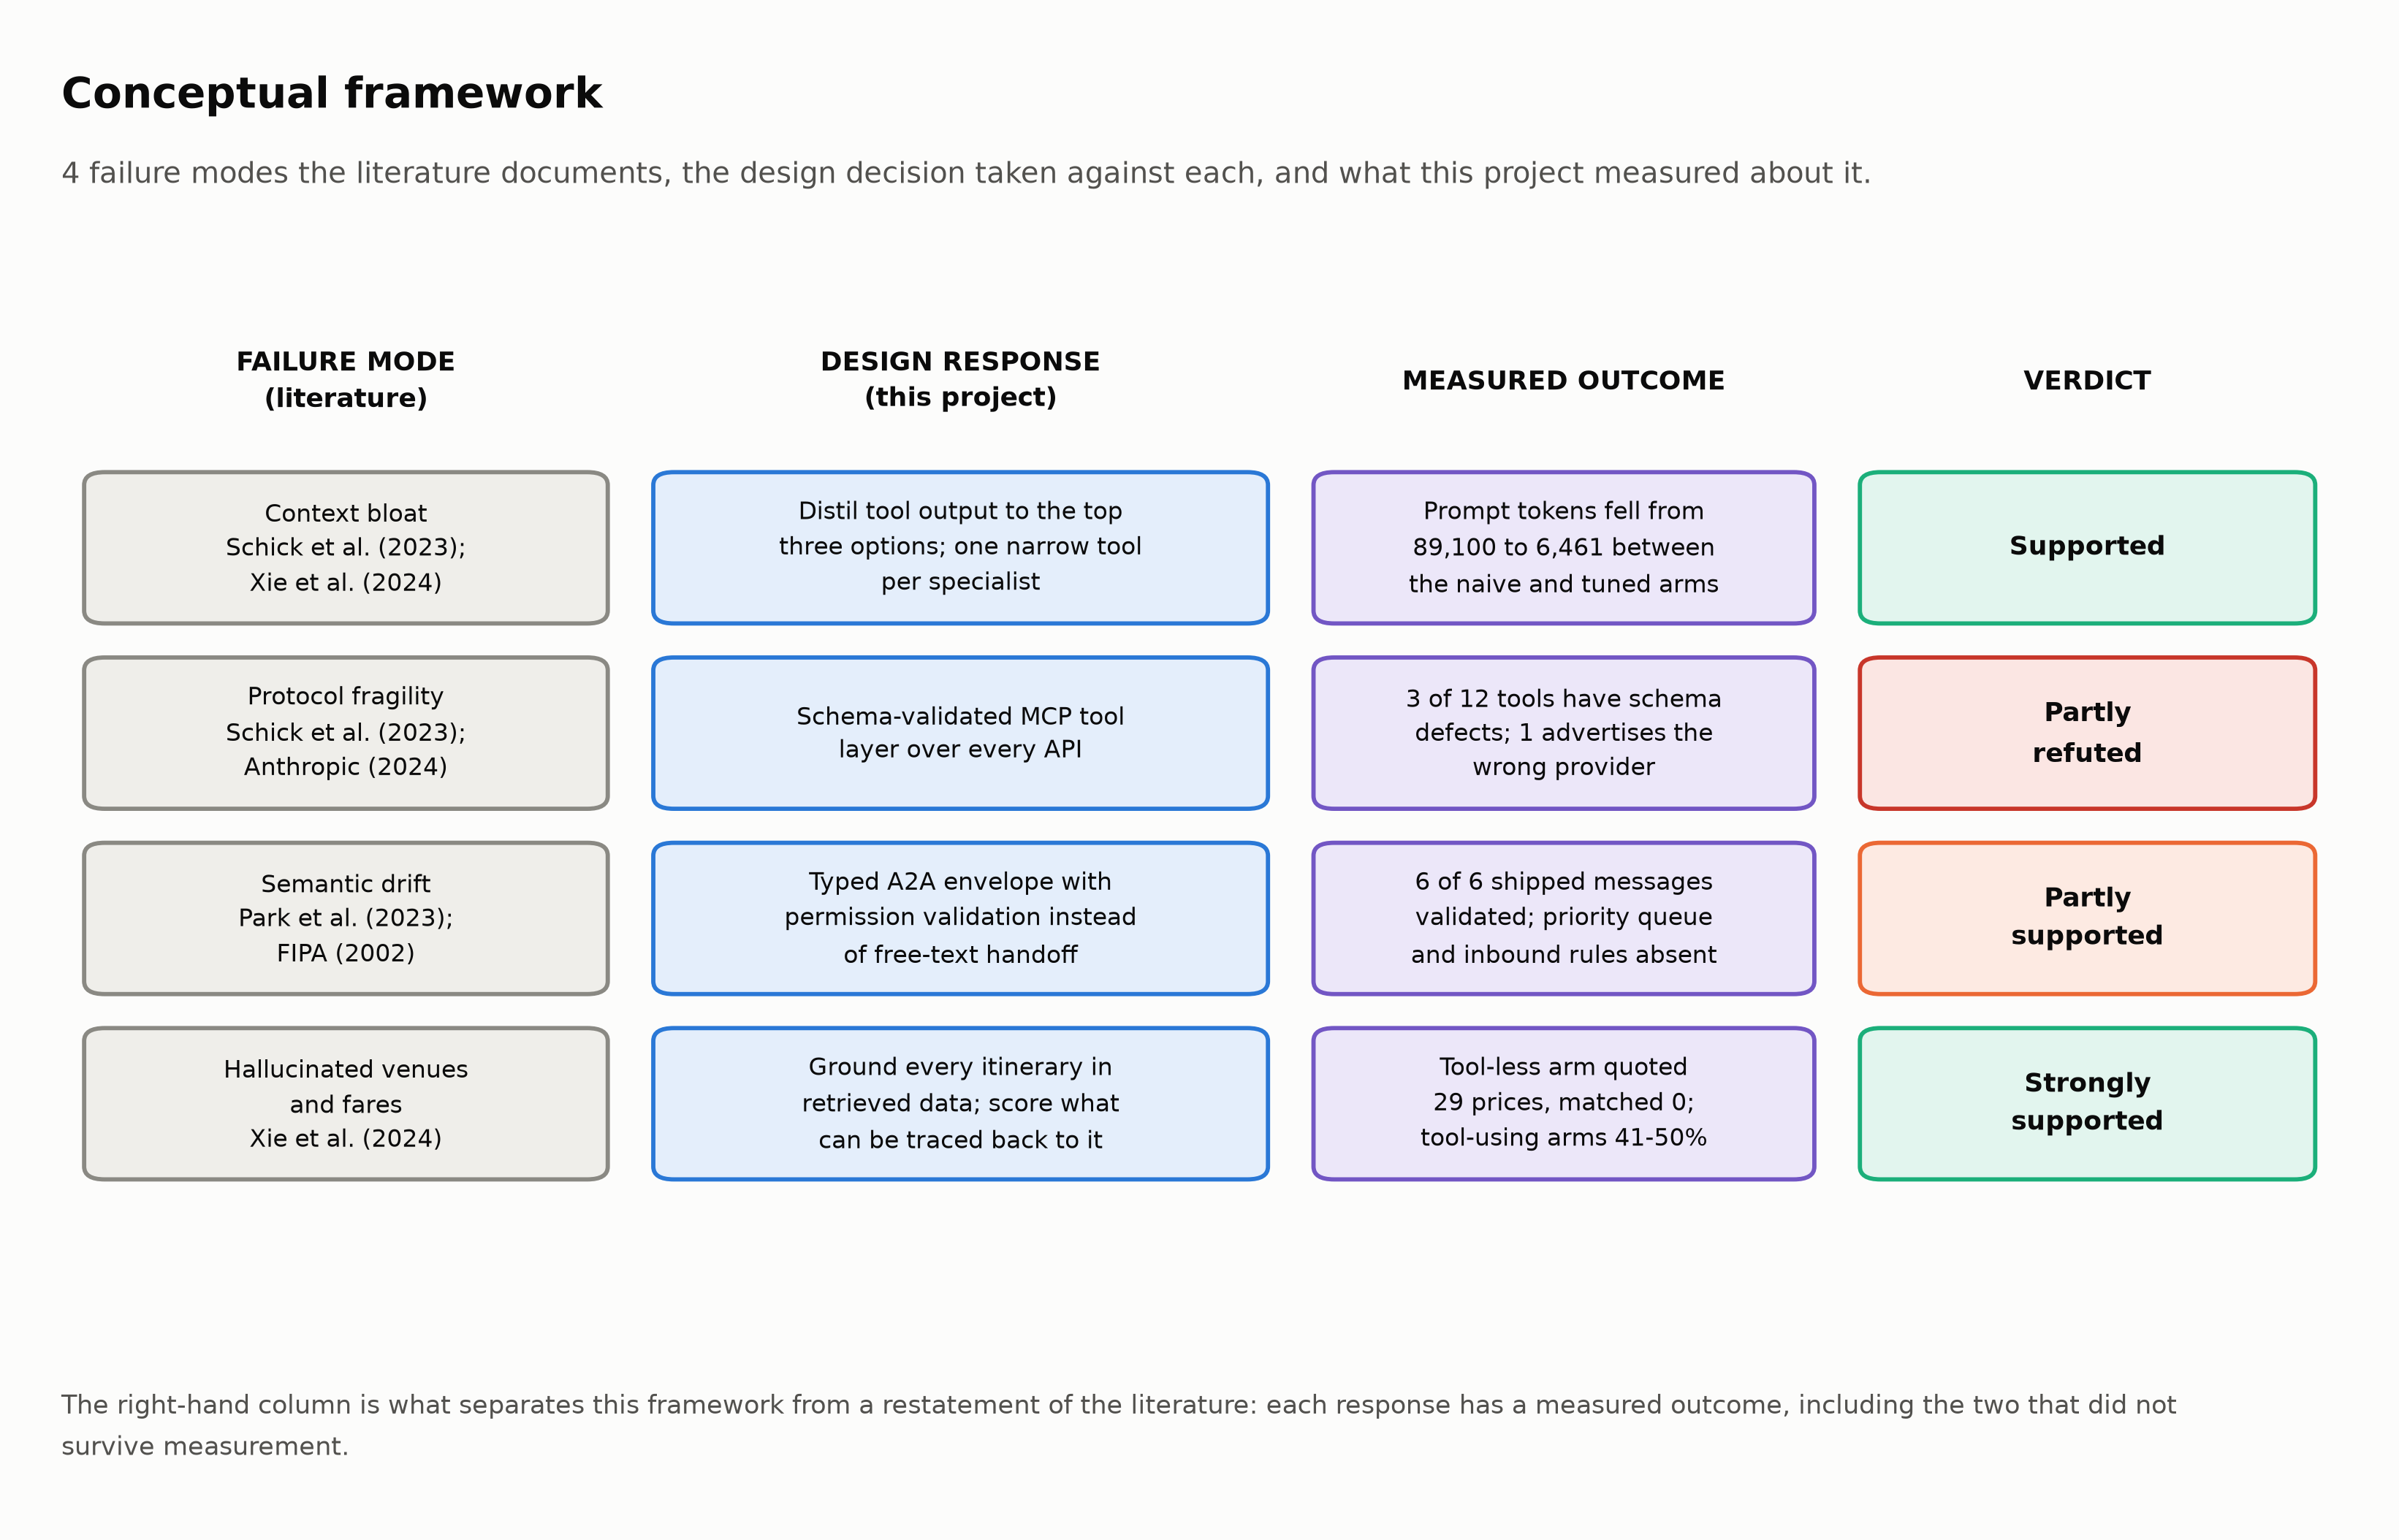 Conceptual framework
4 failure modes the literature documents, the design decision taken against each, and what this project measured about it.
FAILURE MODE
(literature)
DESIGN RESPONSE
(this project)
MEASURED OUTCOME
VERDICT
Context bloat
Schick et al. (2023);
Xie et al. (2024)
Distil tool output to the top
three options; one narrow tool
per specialist
Prompt tokens fell from
89,100 to 6,461 between
the naive and tuned arms
Supported
Protocol fragility
Schick et al. (2023);
Anthropic (2024)
Schema-validated MCP tool
layer over every API
3 of 12 tools have schema
defects; 1 advertises the
wrong provider
Partly
refuted
Semantic drift
Park et al. (2023);
FIPA (2002)
Typed A2A envelope with
permission validation instead
of free-text handoff
6 of 6 shipped messages
validated; priority queue
and inbound rules absent
Partly
supported
Hallucinated venues
and fares
Xie et al. (2024)
Ground every itinerary in
retrieved data; score what
can be traced back to it
Tool-less arm quoted
29 prices, matched 0;
tool-using arms 41-50%
Strongly
supported
The right-hand column is what separates this framework from a restatement of the literature: each response has a measured outcome, including the two that did not
survive measurement.